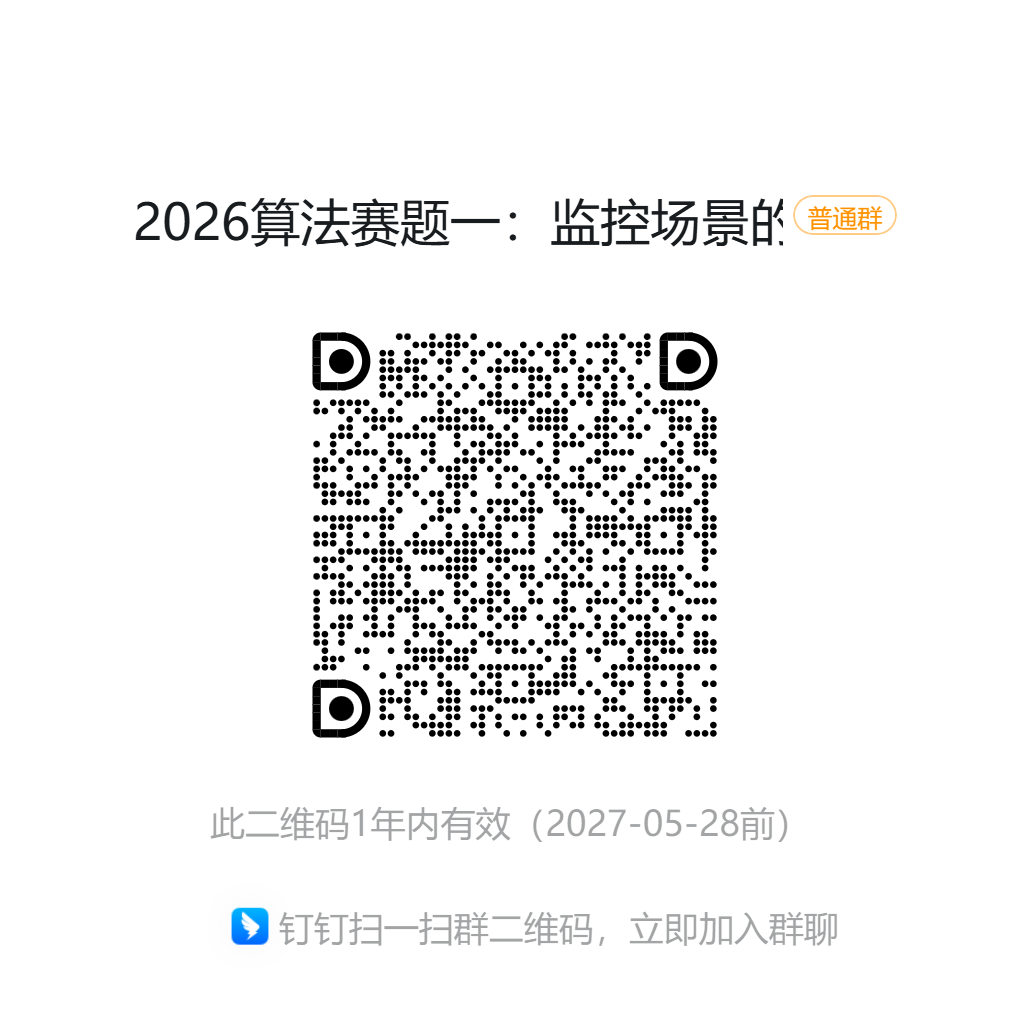 2026算法赛题一：监控场景的
普通群
此二维码1年内有效（2027-05-28前）
钉钉扫一扫群二维码，立即加入群聊